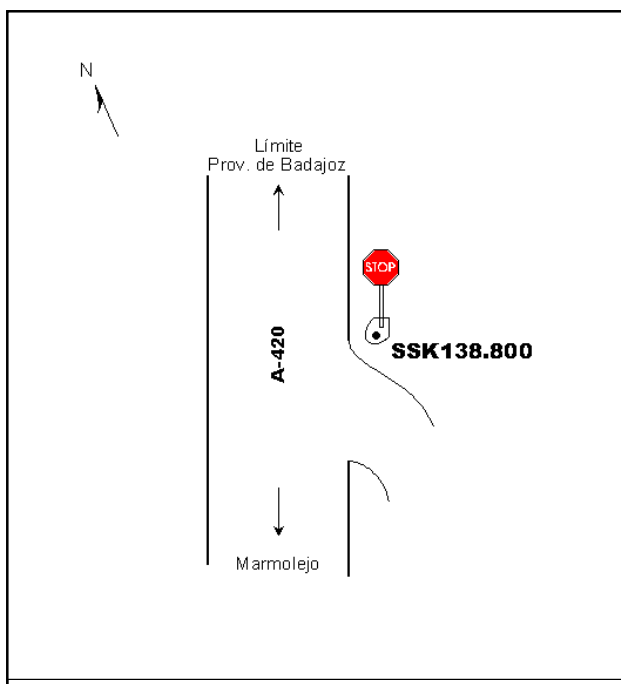 N
Límite
Prov. de Badajoz
STOP
A-420
SSK138.800
Marmolejo